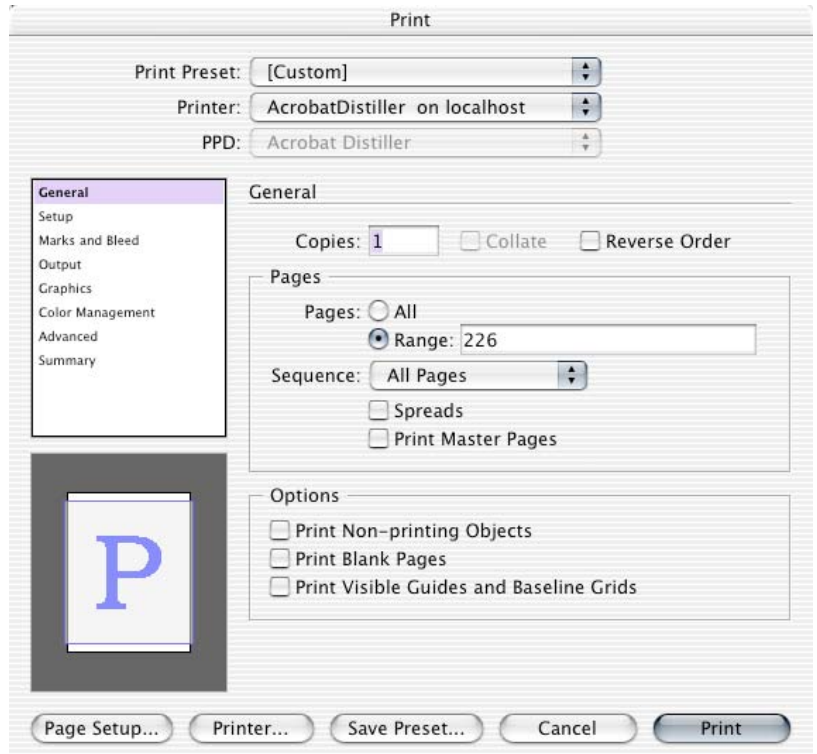 Print
Print Preset: [Custom]
Printer: AcrobatDistiller on localhost
PPD: Acrobat Distiller
General
Setup
Marks and Bleed
Output
Graphics
Color Management
Advanced
Summary
General
Copies: 1 Collate Reverse Order
Pages
Pages: All
Range: 226
Sequence: All Pages
Spreads
Print Master Pages
Options
Print Non-printing Objects
Print Blank Pages
Print Visible Guides and Baseline Grids
P
Page Setup... Printer... Save Preset... Cancel Print